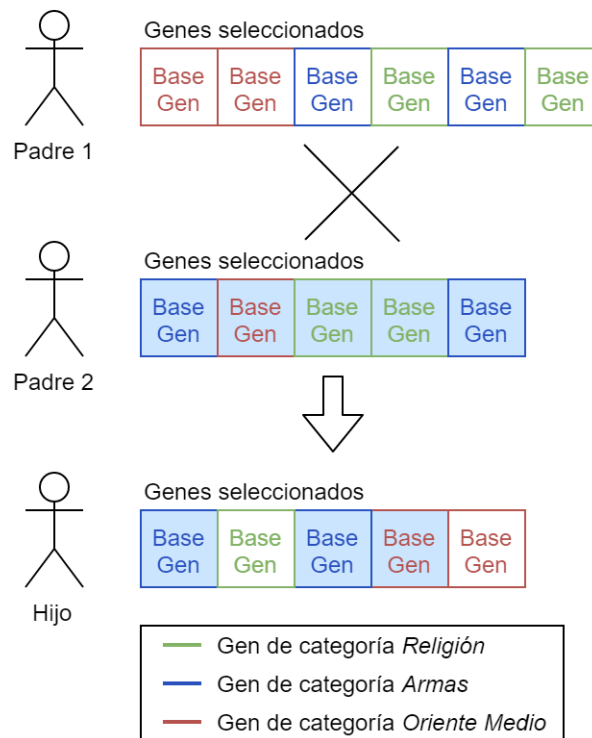 Genes seleccionados
Base Base Base Base Base Base
Gen Gen Gen Gen Gen Gen
Padre 1
Genes seleccionados
Base Base Base Base Base
Gen Gen Gen Gen Gen
Padre 2
Genes seleccionados
Base Base Base Base Base
Gen Gen Gen Gen Gen
Hijo
Gen de categoría Religión
Gen de categoría Armas
Gen de categoría Oriente Medio